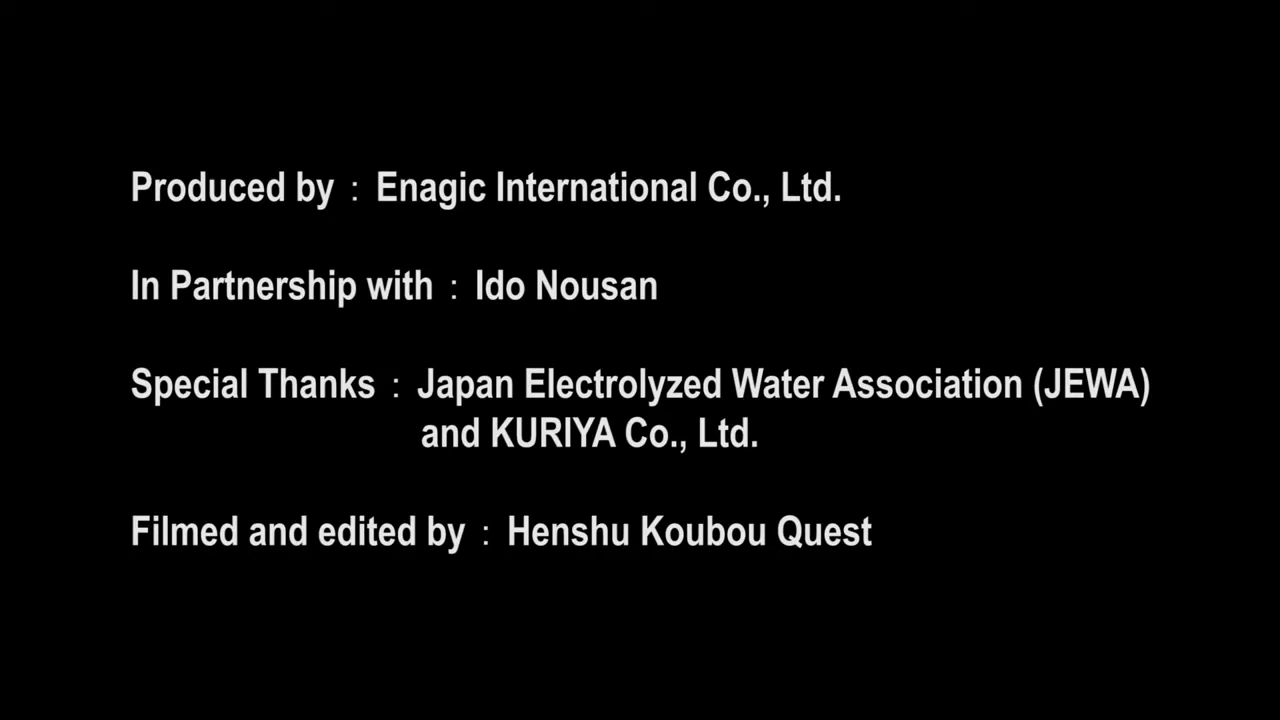 Produced by : Enagic International Co., Ltd.
In Partnership with : Ido Nousan
Special Thanks : Japan Electrolyzed Water Association (JEWA)
and KURIYA Co., Ltd.
Filmed and edited by : Henshu Koubou Quest